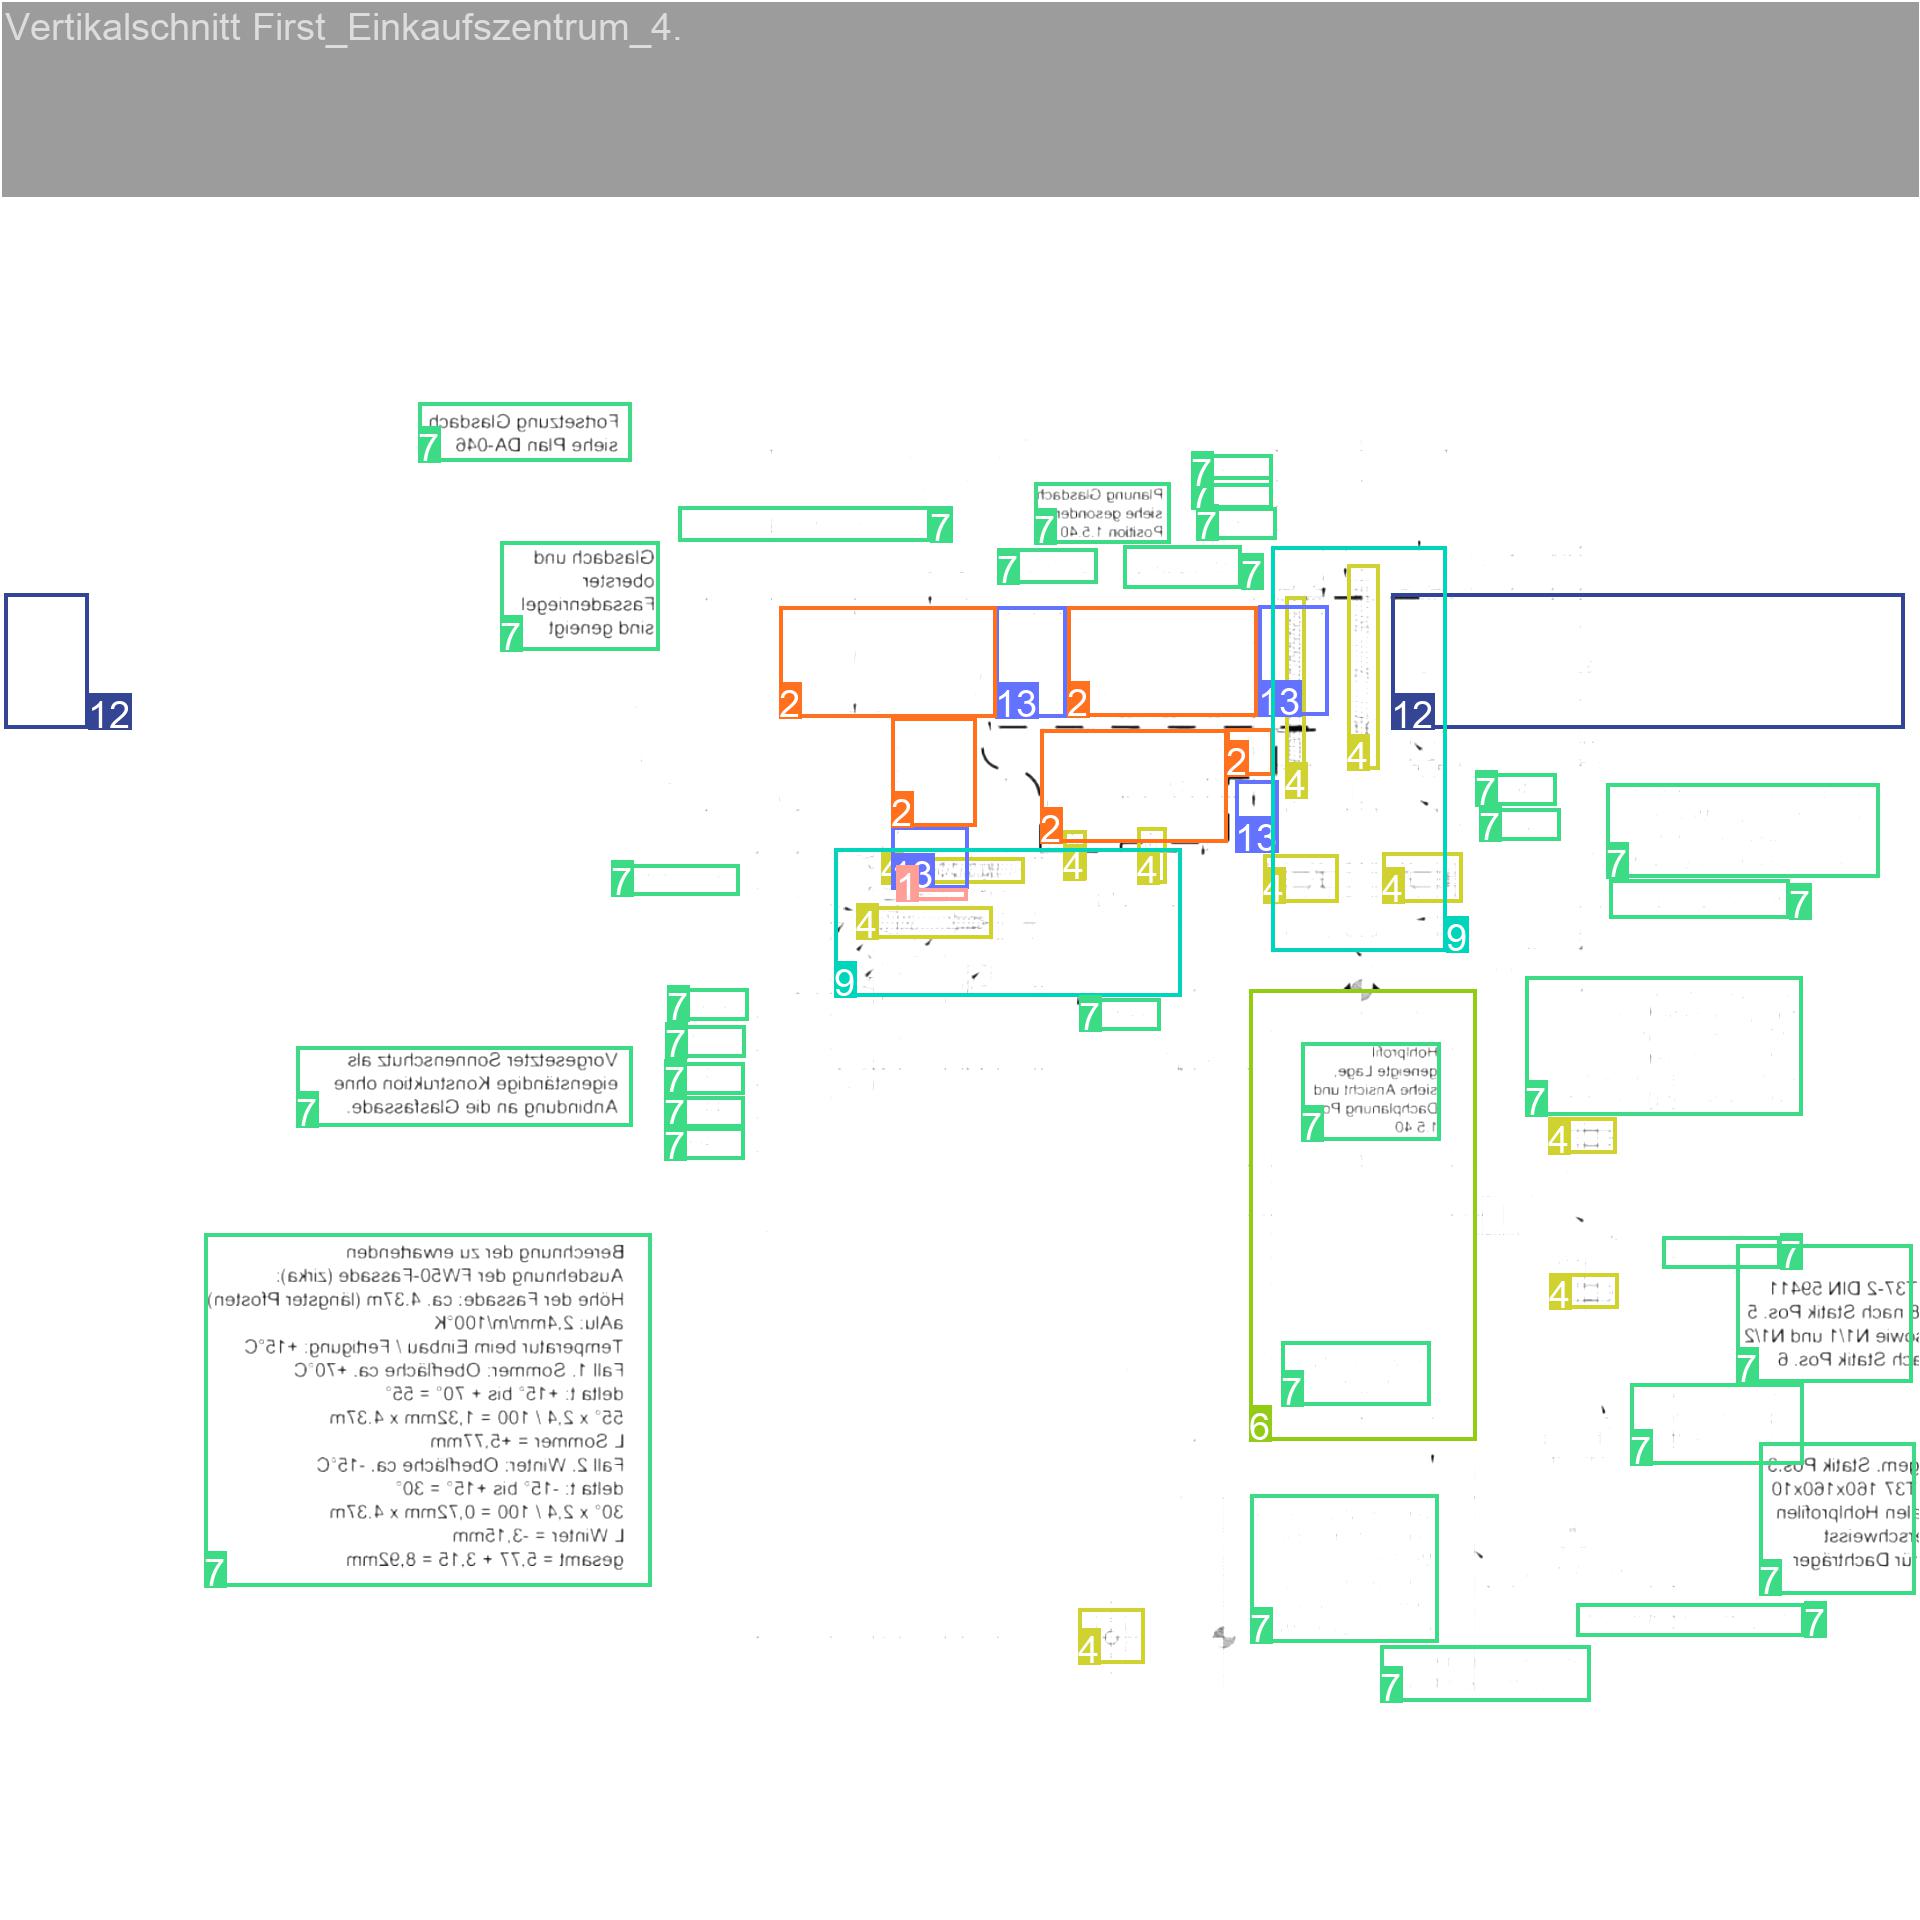 Vertikalschnitt First_Einkaufszentrum_4.
Fortsetzung Glasdach
siehe Plan DA-046
7
7
7
7
Planung Glasdach
siehe gesonder
Position 1.5.40
7
7
7
7
Glasdach und
oberster
Fassadenriegel
sind geneigt
7
12
2
13
2
13
4
4
12
2
2
2
13
7
7
7
7
4
13
1
4
4
4
4
7
4
9
9
7
7
7
7
7
7
7
Vorgesetzter Sonnenschutz als
eigenständige Konstruktion ohne
Anbindung an die Glasfassade.
7
Hohlprofil
geneigte Lage,
siehe Ansicht und
Dachplanung Po
1.5.40
7
4
4
7
6
Berechnung der zu erwartenden
Ausdehnung der FW50-Fassade (zirka):
Höhe der Fassade: ca. 4.37m (längster Pfosten)
aAlu: 2,4mm/m/100°K
Temperatur beim Einbau / Fertigung: +15°C
Fall 1. Sommer: Oberfläche ca. +70°C
delta t: +15° bis + 70° = 55°
55° x 2,4 / 100 = 1,32mm x 4.37m
L Sommer = +5,77mm
Fall 2. Winter: Oberfläche ca. -15°C
delta t: -15° bis +15° = 30°
30° x 2,4 / 100 = 0,72mm x 4.37m
L Winter = -3,15mm
gesamt = 5,77 + 3,15 = 8,92mm
7
7
T37-2 DIN 59411
8 nach Statik Pos. 5
sowie N1/1 und N1/2
ach Statik Pos. 6
7
7
gem. Statik Pos.3
T37 160x160x10
alen Hohlprofilen
erschweisst
ür Dachträger
7
7
7
4
7